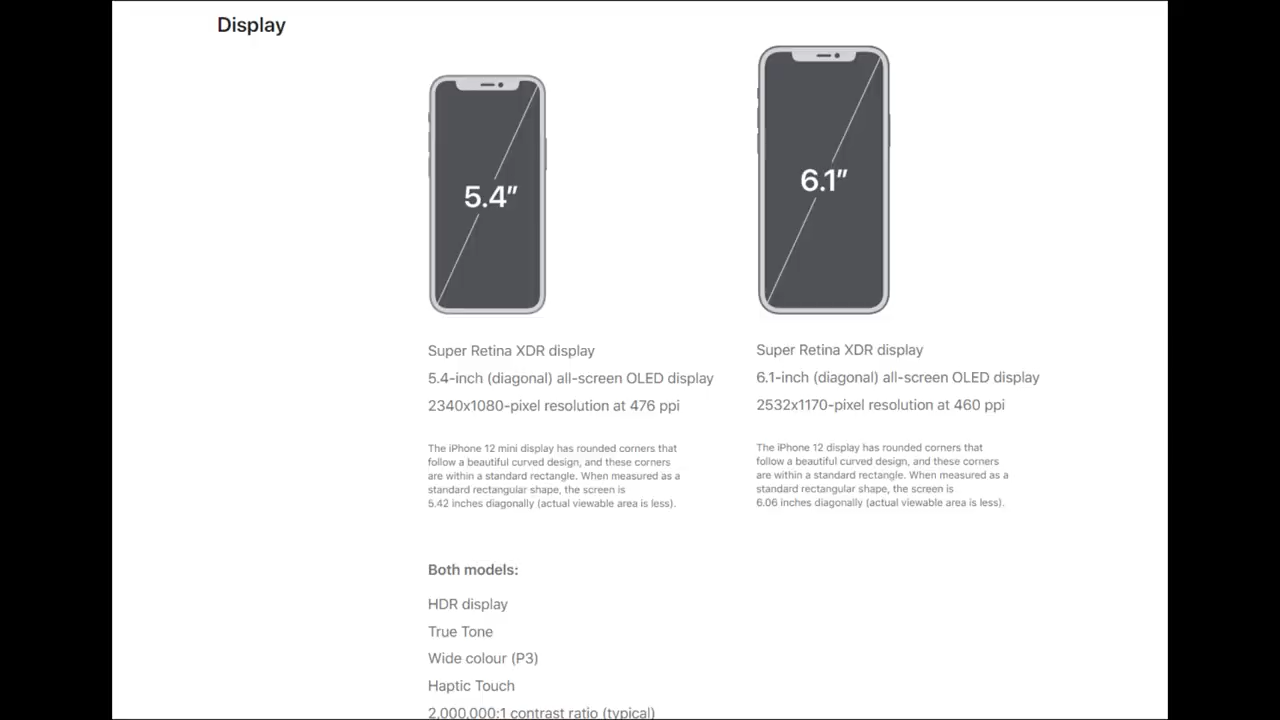 Display
5.4″
6.1″
Super Retina XDR display
5.4-inch (diagonal) all-screen OLED display
2340x1080-pixel resolution at 476 ppi
The iPhone 12 mini display has rounded corners that
follow a beautiful curved design, and these corners
are within a standard rectangle. When measured as a
standard rectangular shape, the screen is
5.42 inches diagonally (actual viewable area is less).
Super Retina XDR display
6.1-inch (diagonal) all-screen OLED display
2532x1170-pixel resolution at 460 ppi
The iPhone 12 display has rounded corners that
follow a beautiful curved design, and these corners
are within a standard rectangle. When measured as a
standard rectangular shape, the screen is
6.06 inches diagonally (actual viewable area is less).
Both models:
HDR display
True Tone
Wide colour (P3)
Haptic Touch
2,000,000:1 contrast ratio (typical)